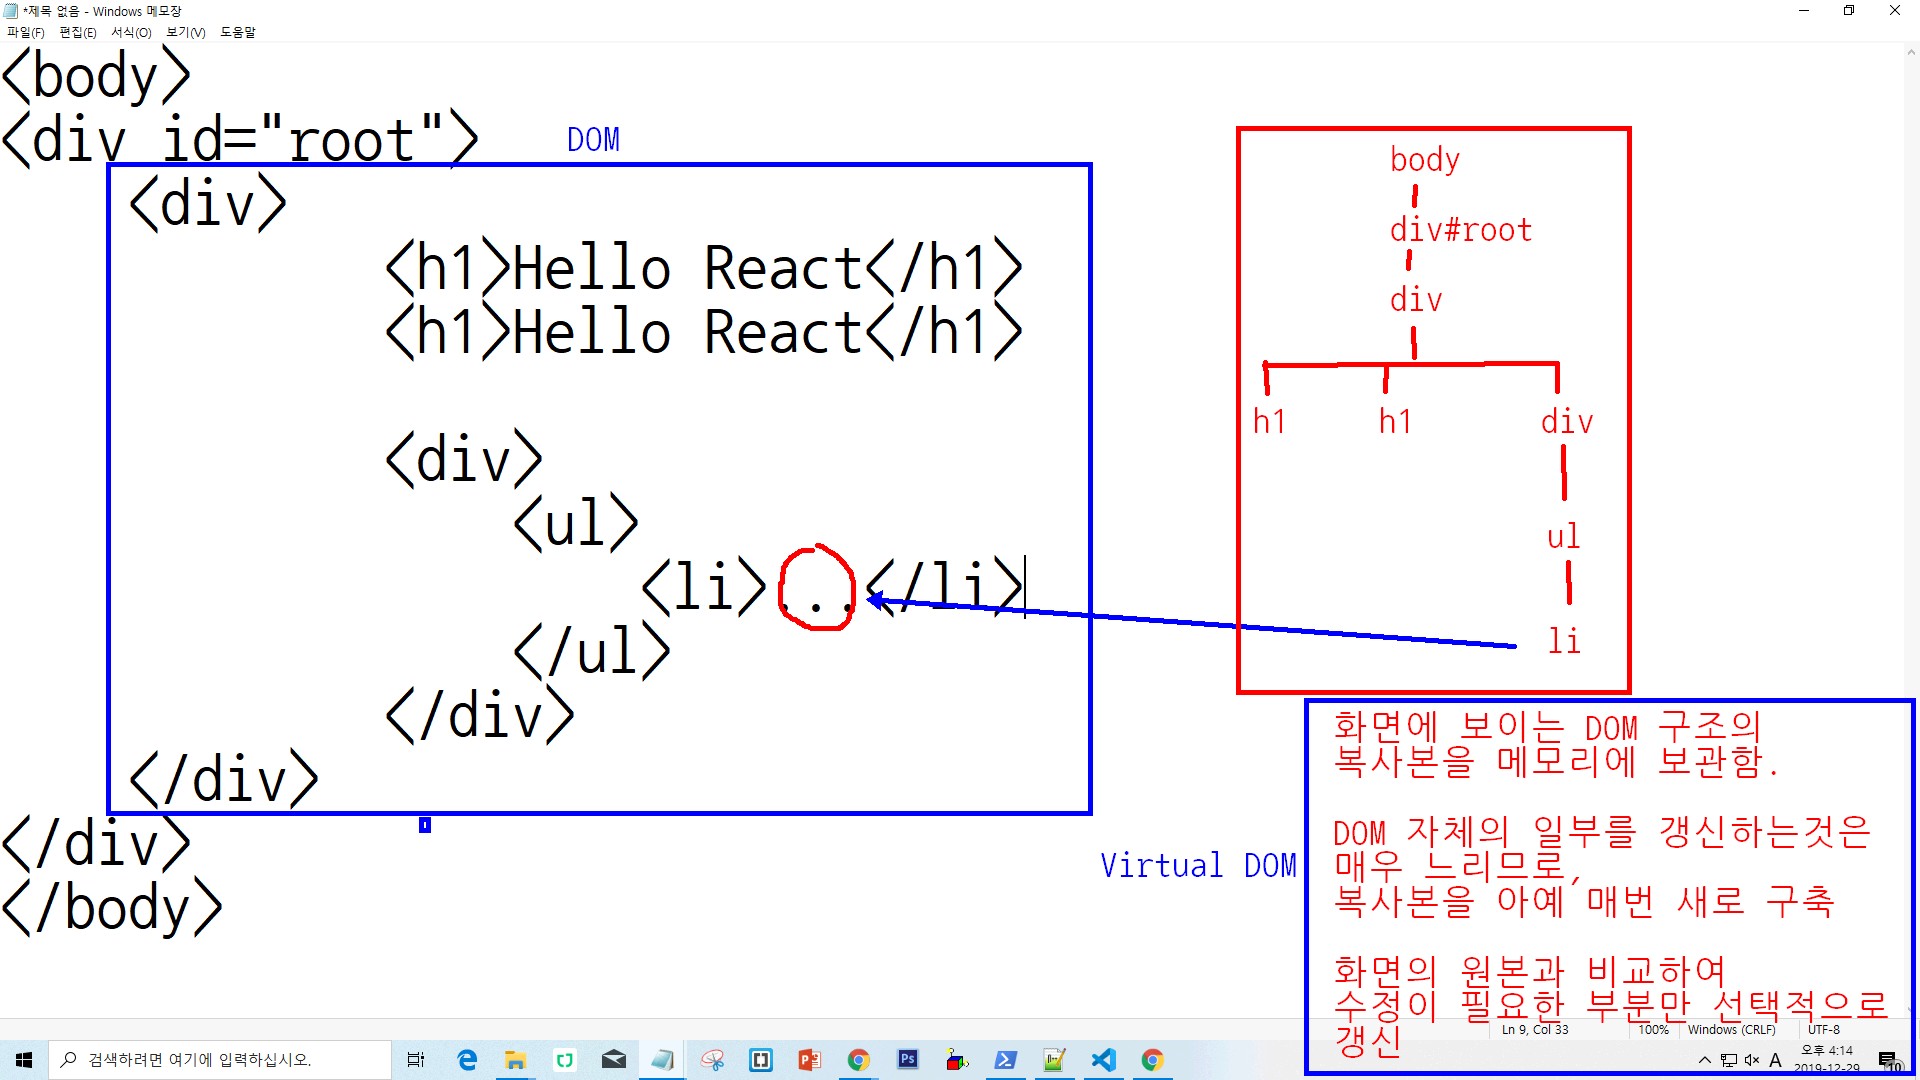 *제목 없음 - Windows 메모장
파일(F) 편집(E) 서식(O) 보기(V) 도움말
<body>
<div id="root">
DOM
<div>
<h1>Hello React</h1>
<h1>Hello React</h1>
<div>
<ul>
<li>...</li>
</ul>
</div>
</div>
</div>
</body>
body
div#root
div
h1 h1 div
ul
li
Virtual DOM
화면에 보이는 DOM 구조의
복사본을 메모리에 보관함.
DOM 자체의 일부를 갱신하는것은
매우 느리므로,
복사본을 아예 매번 새로 구축
화면의 원본과 비교하여
수정이 필요한 부분만 선택적으로
갱신
Ln 9, Col 33 100% Windows (CRLF) UTF-8
검색하려면 여기에 입력하십시오.
Ps
A
오후 4:14
2019-12-29
10